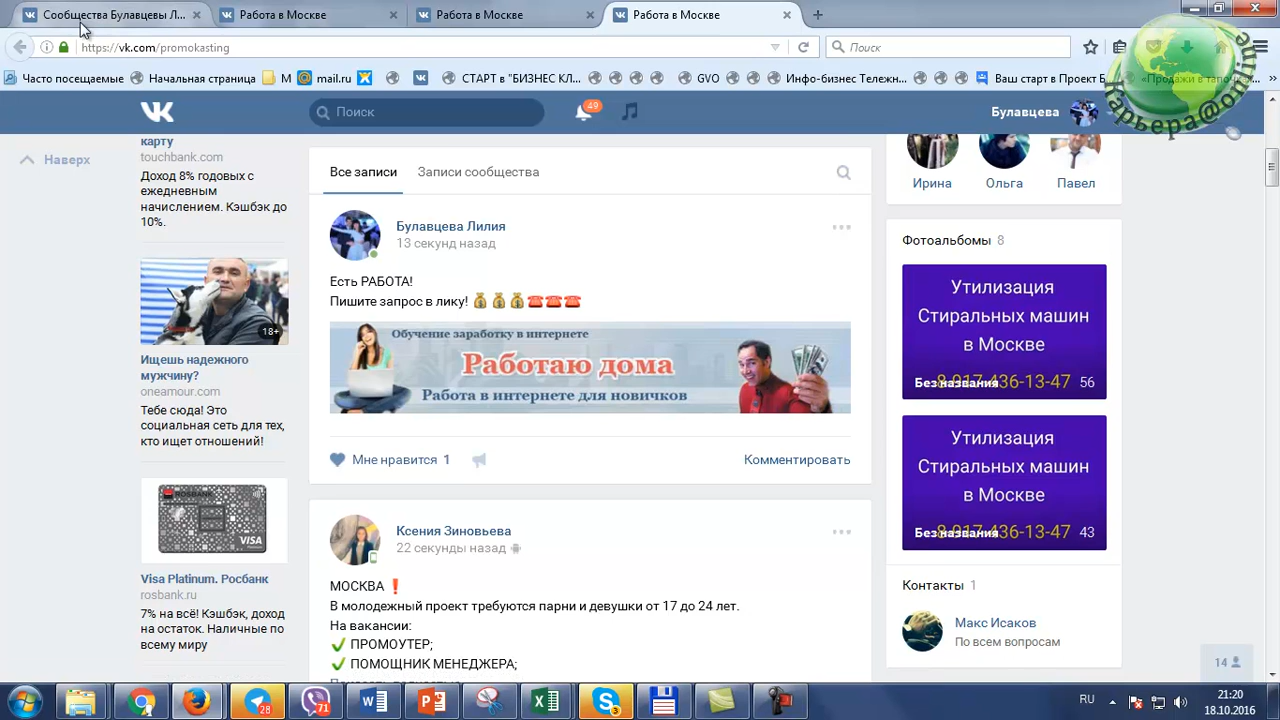 Сообщества Булавцевы Л...
Работа в Москве
Работа в Москве
Работа в Москве
https://vk.com/promokasting
Поиск
Часто посещаемые
Начальная страница
М
mail.ru
СТАРТ в "БИЗНЕС КЛ...
GVO
Инфо-бизнес Тележн...
Ваш старт в Проект Б
«Продажи в тапочка...
Карьера@online
Поиск
49
Булавцева
Наверх
карту
touchbank.com
Доход 8% годовых с
ежедневным
начислением. Кэшбэк до
10%.
18+
Ищешь надежного
мужчину?
oneamour.com
Тебе сюда! Это
социальная сеть для тех,
кто ищет отношений!
ROSBANK
VISA
Visa Platinum. Росбанк
rosbank.ru
7% на всё! Кэшбэк, доход
на остаток. Наличные по
всему миру
Все записи
Записи сообщества
Булавцева Лилия
13 секунд назад
Есть РАБОТА!
Пишите запрос в лику! 💰💰💰☎☎☎
Обучение заработку в интернете
Работаю дома
Работа в интернете для новичков
Мне нравится 1
Комментировать
Ксения Зиновьева
22 секунды назад
МОСКВА ❗
В молодежный проект требуются парни и девушки от 17 до 24 лет.
На вакансии:
✔ ПРОМОУТЕР;
✔ ПОМОЩНИК МЕНЕДЖЕРА;
Ирина
Ольга
Павел
Фотоальбомы 8
Утилизация
Стиральных машин
в Москве
8-917-436-13-47
Без названия
56
Утилизация
Стиральных машин
в Москве
8-917-436-13-47
Без названия
43
Контакты 1
Макс Исаков
По всем вопросам
14
28
71
3
RU
21:20
18.10.2016